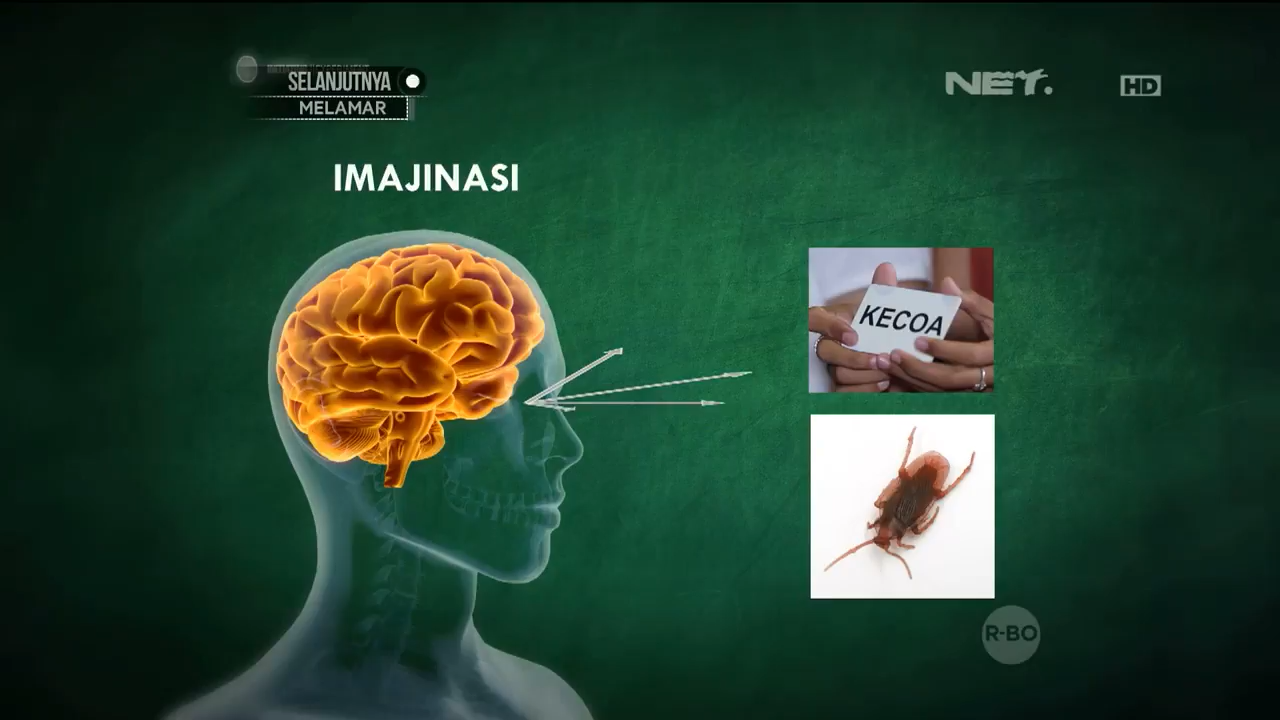 SELANJUTNYA
MELAMAR
NET.
HD
IMAJINASI
KECOA
R-BO